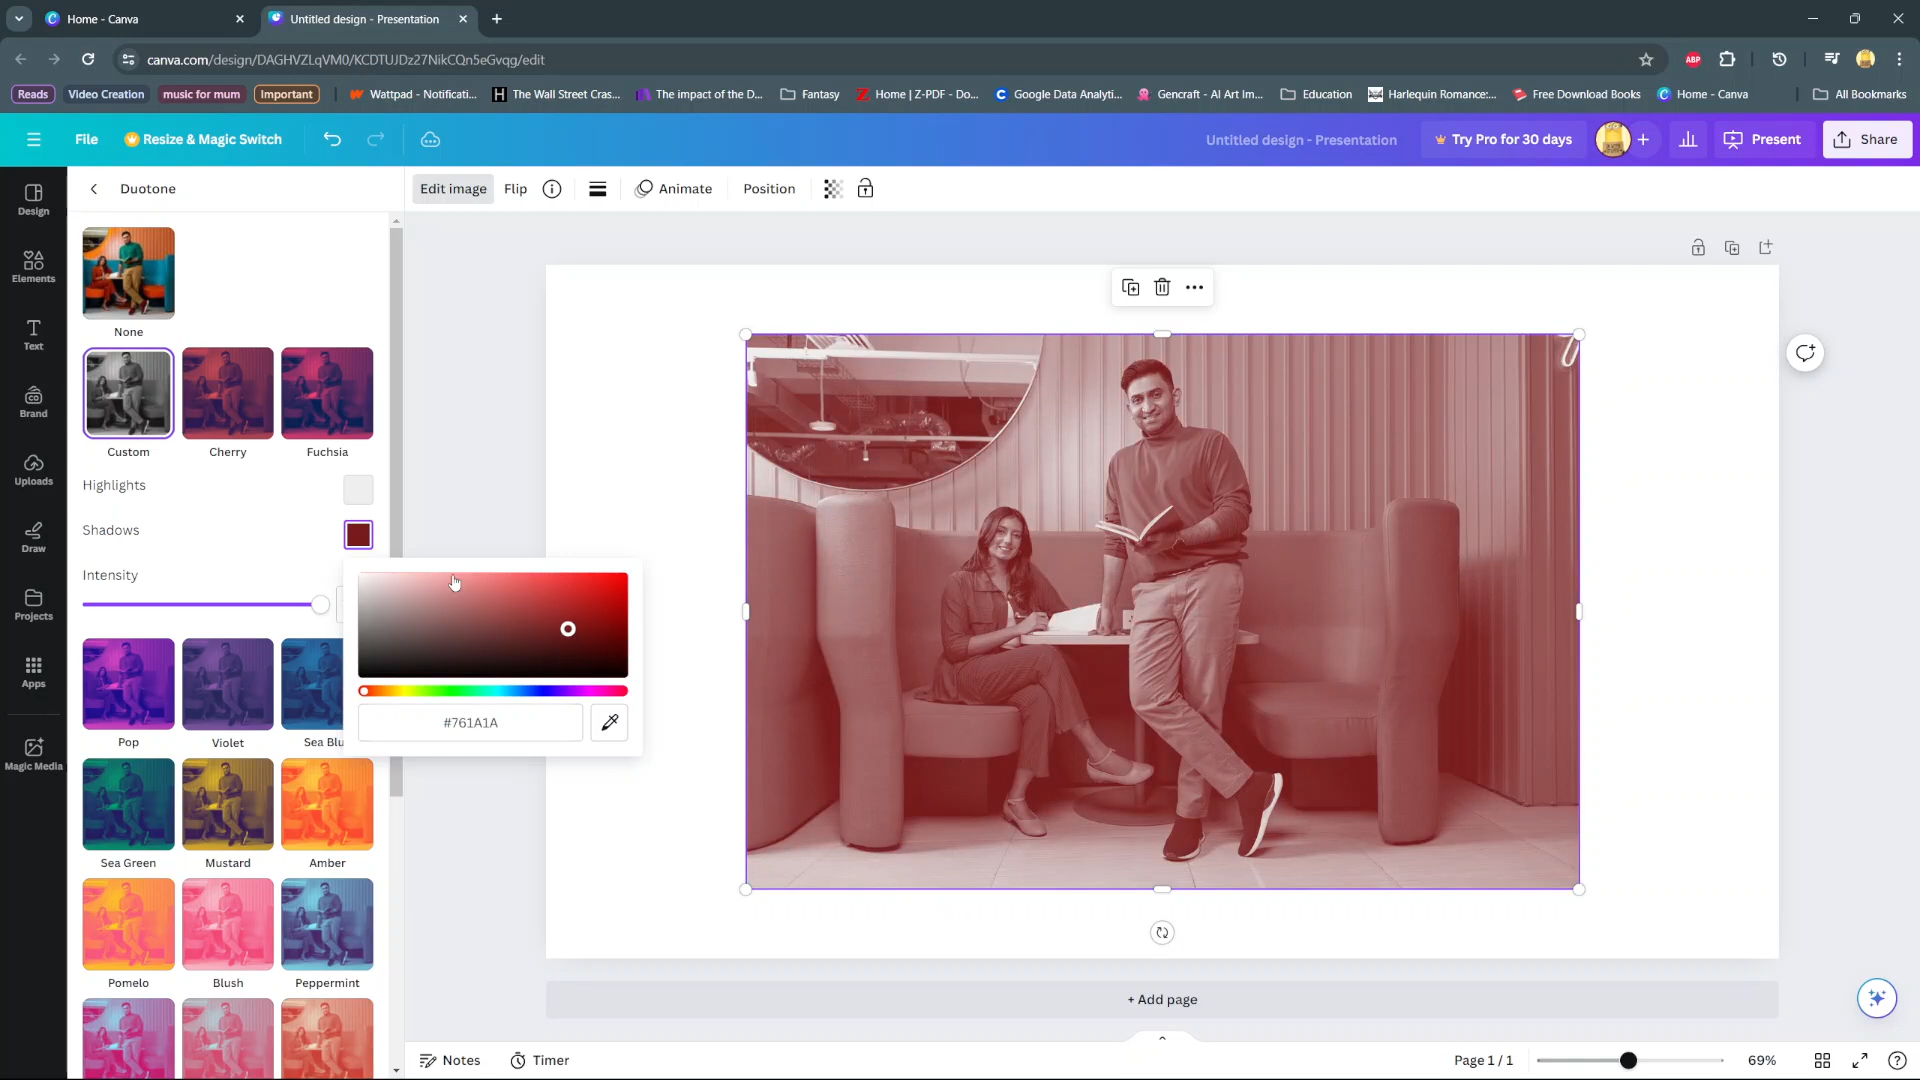 Home - Canva
Untitled design - Presentation
canva.com/design/DAGHVZLqVM0/KCDTUJDz27NikCQn5eGvqg/edit
ABP
Reads
Video Creation
music for mum
Important
Wattpad - Notificati...
The Wall Street Cras...
The impact of the D...
Fantasy
Home | Z-PDF - Do...
Google Data Analyti...
Gencraft - AI Art Im...
Education
Harlequin Romance:...
Free Download Books
Home - Canva
All Bookmarks
File
Resize & Magic Switch
Untitled design - Presentation
Try Pro for 30 days
Present
Share
Design
Elements
Text
Brand
Uploads
Draw
Projects
Apps
Magic Media
Duotone
Edit image
Flip
Animate
Position
None
Custom
Cherry
Fuchsia
Highlights
Shadows
Intensity
#761A1A
Pop
Violet
Sea Blu
Sea Green
Mustard
Amber
Pomelo
Blush
Peppermint
+ Add page
Notes
Timer
Page 1 / 1
69%